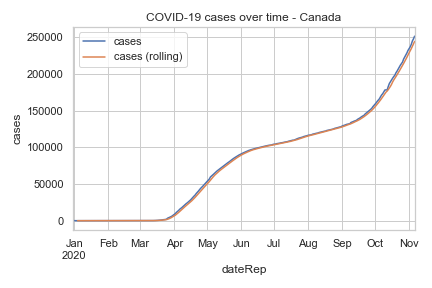 COVID-19 cases over time - Canada
cases
cases (rolling)
250000
200000
150000
100000
50000
0
cases
Jan Feb Mar Apr May Jun Jul Aug Sep Oct Nov
2020
dateRep